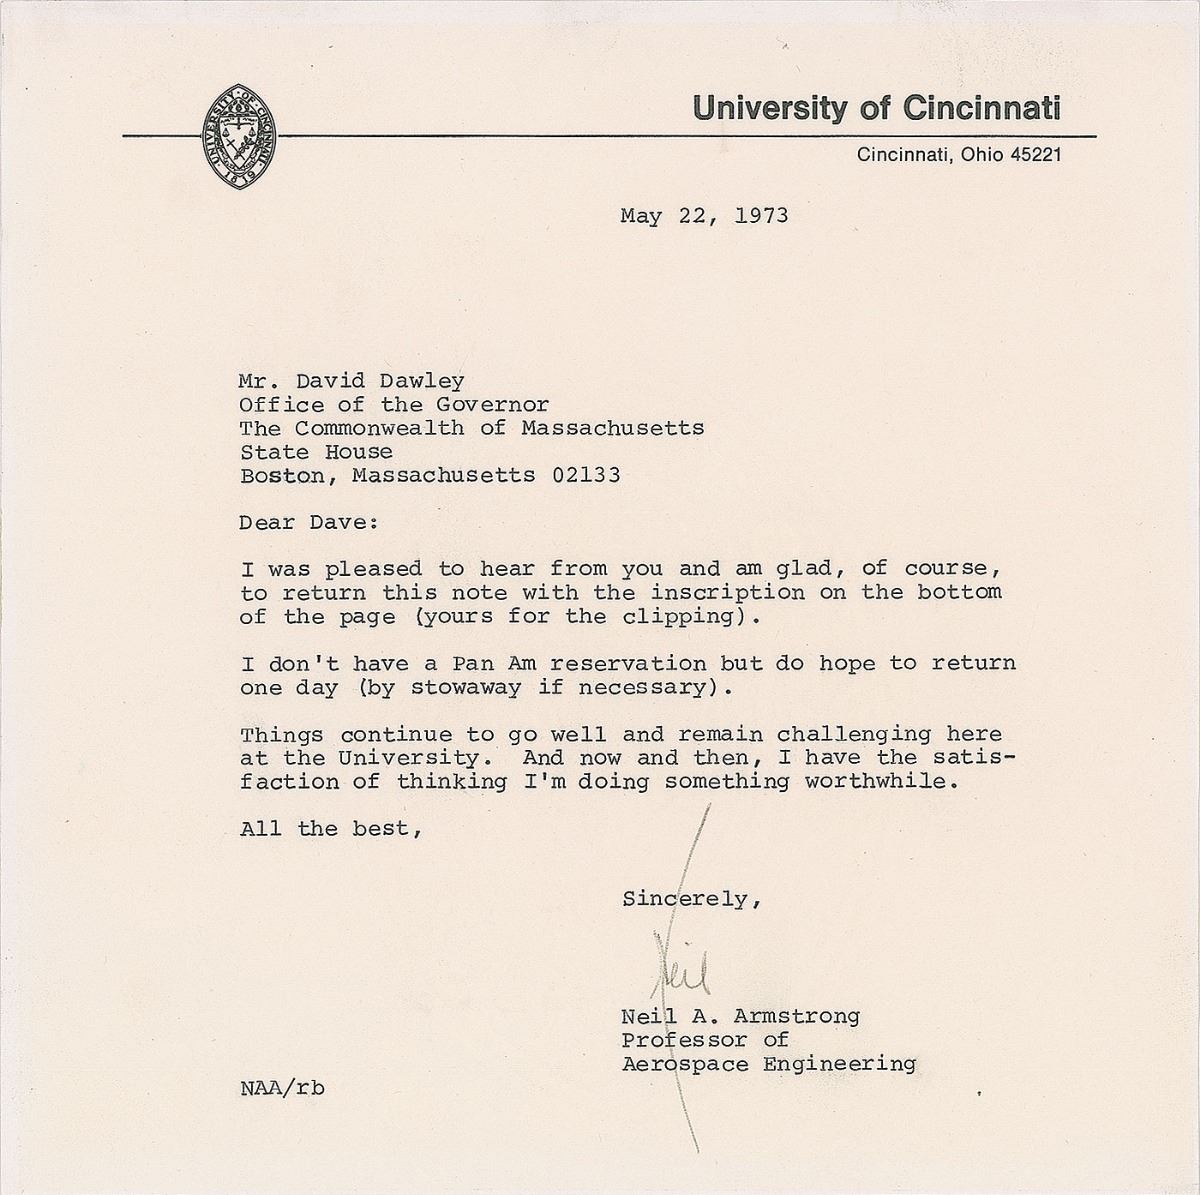 UNIVERSITY · OF · CINCINNATI
1819
University of Cincinnati
Cincinnati, Ohio 45221
May 22, 1973
Mr. David Dawley
Office of the Governor
The Commonwealth of Massachusetts
State House
Boston, Massachusetts 02133
Dear Dave:
I was pleased to hear from you and am glad, of course,
to return this note with the inscription on the bottom
of the page (yours for the clipping).
I don't have a Pan Am reservation but do hope to return
one day (by stowaway if necessary).
Things continue to go well and remain challenging here
at the University.  And now and then, I have the satis-
faction of thinking I'm doing something worthwhile.
All the best,
Sincerely,
Neil
Neil A. Armstrong
Professor of
Aerospace Engineering
NAA/rb